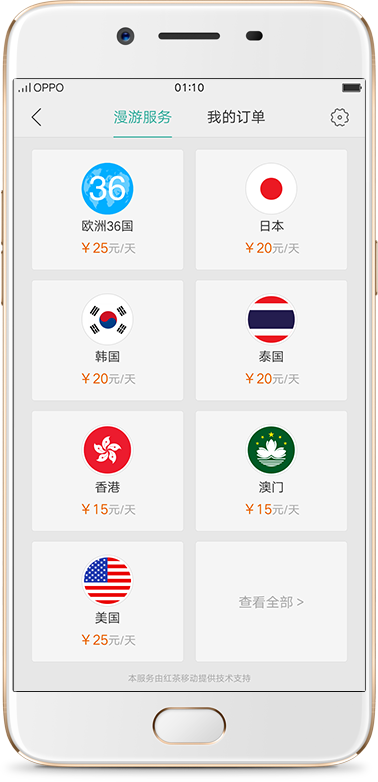 OPPO 01:10
漫游服务 我的订单
36
欧洲36国
¥25元/天
日本
¥20元/天
韩国
¥20元/天
泰国
¥20元/天
香港
¥15元/天
澳门
¥15元/天
美国
¥25元/天
查看全部 >
本服务由红茶移动提供技术支持